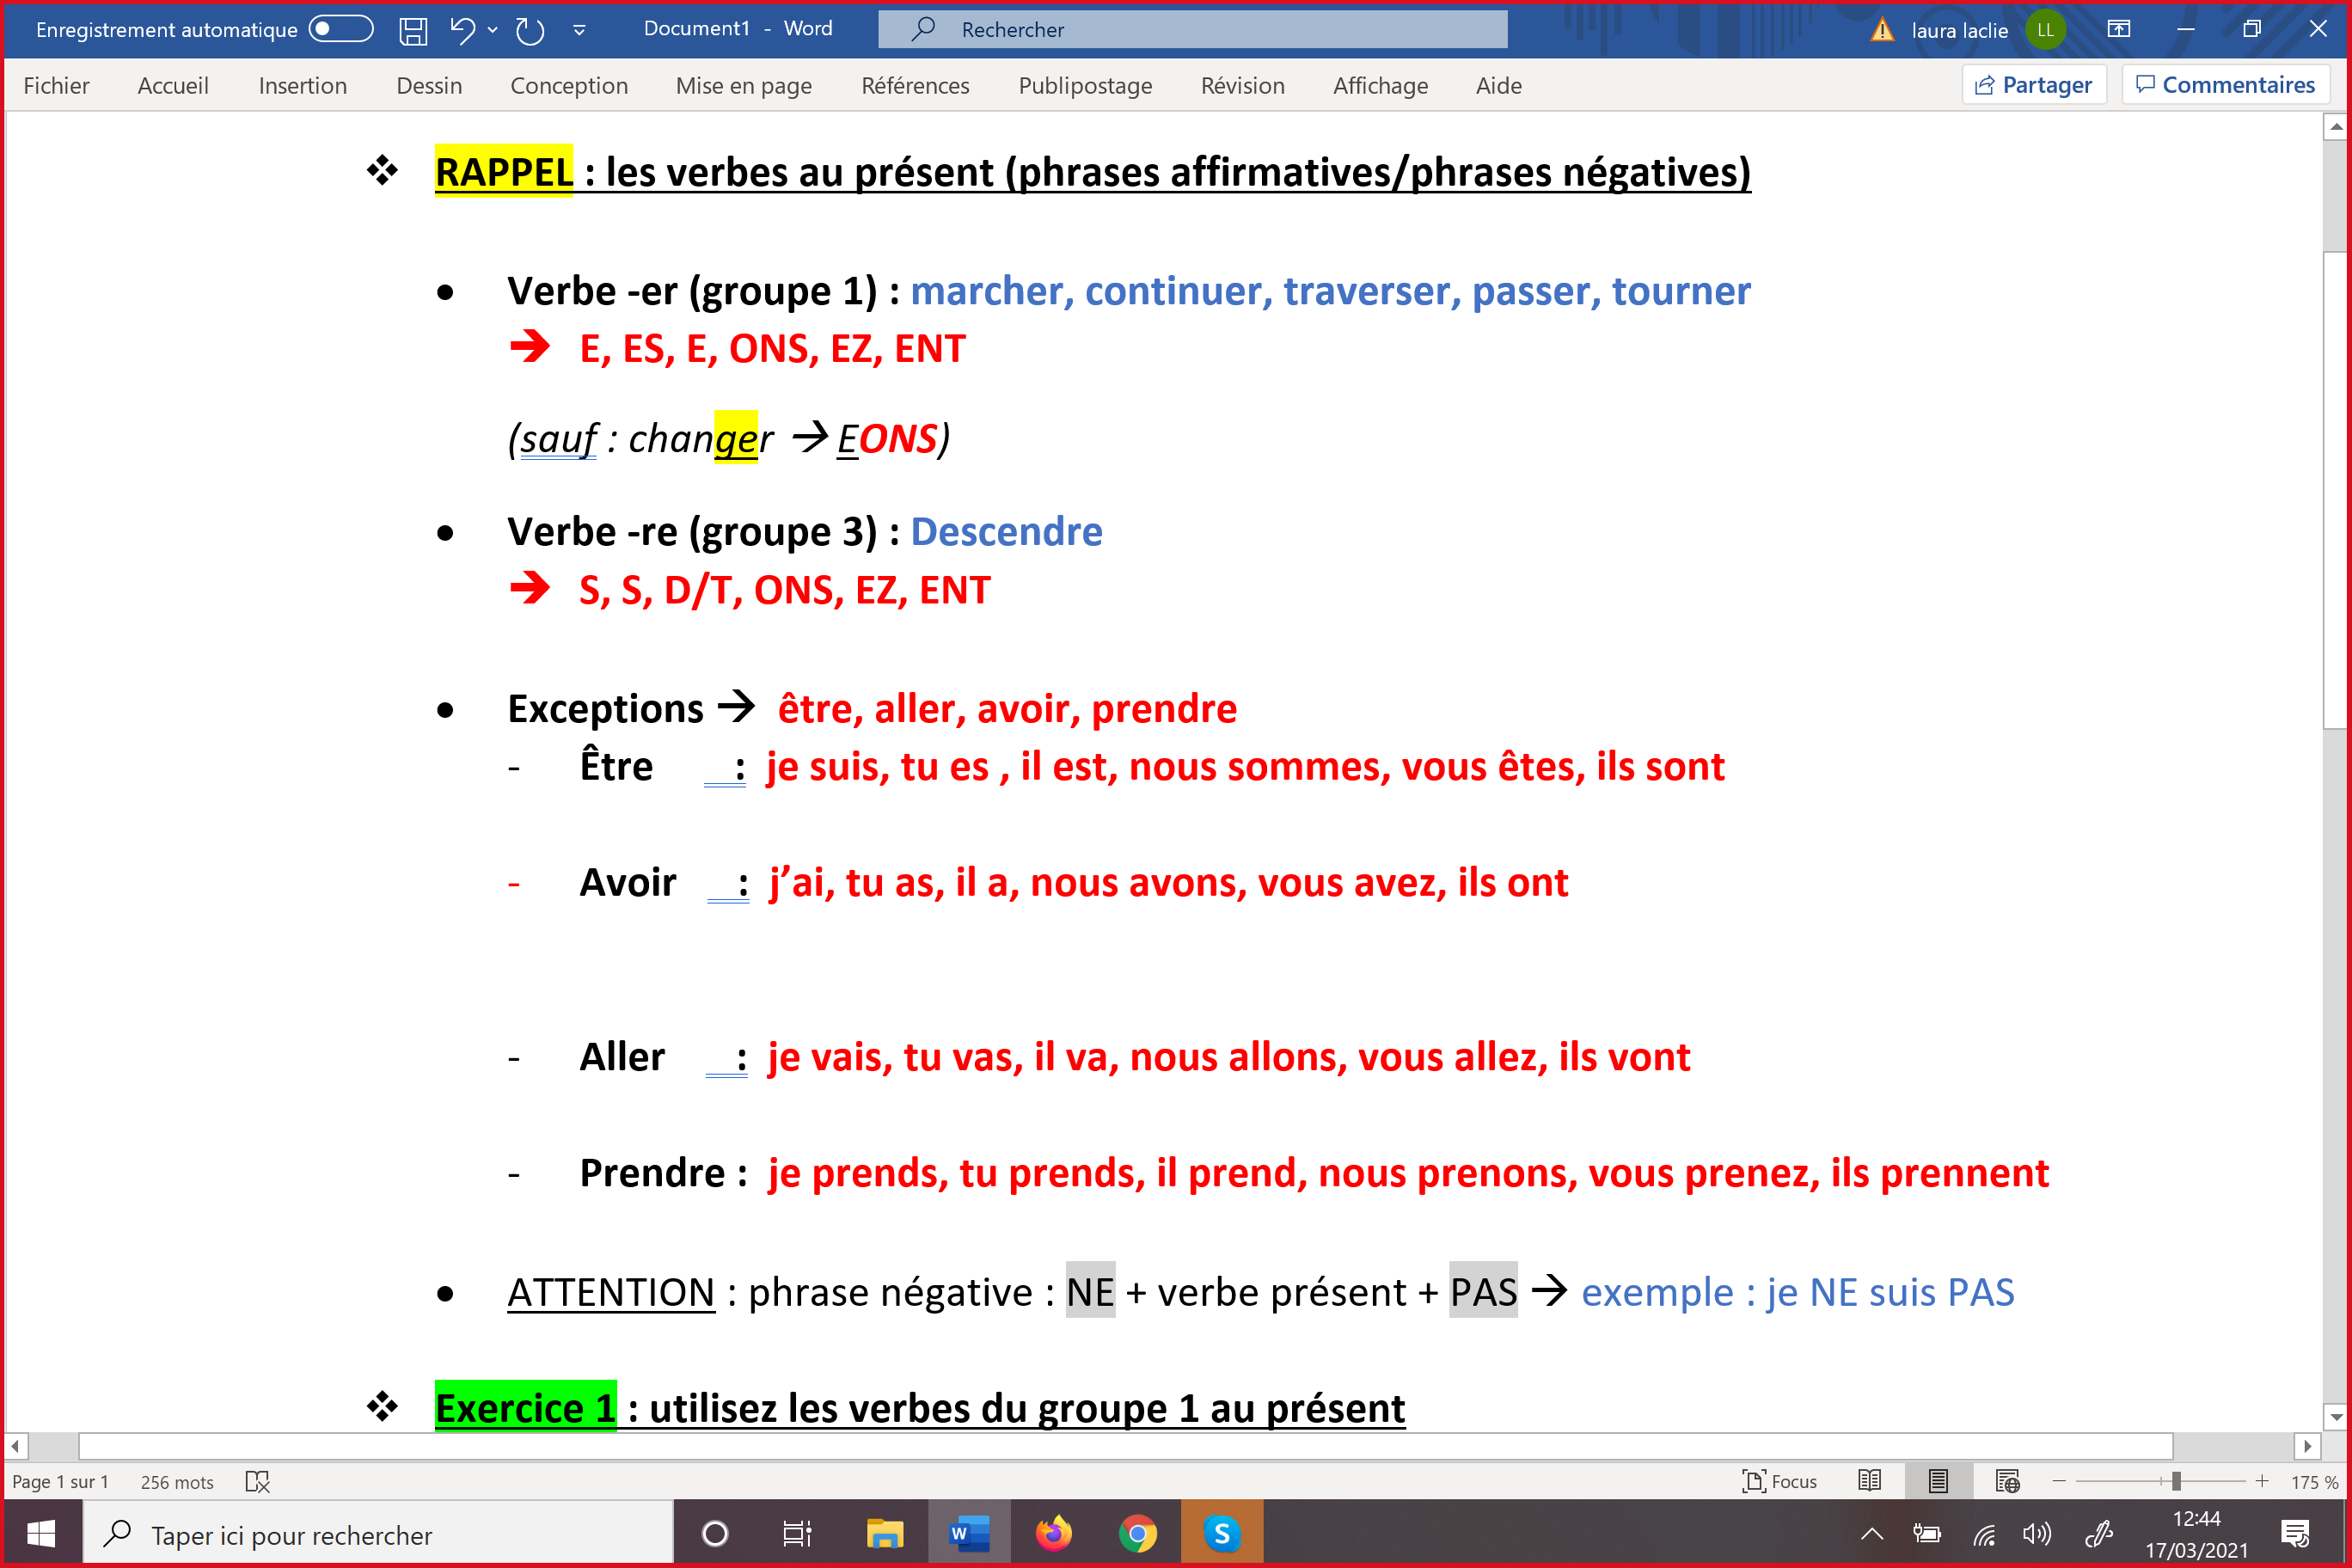 Enregistrement automatique Document1 - Word Rechercher laura laclie LL
Fichier Accueil Insertion Dessin Conception Mise en page Références Publipostage Révision Affichage Aide Partager Commentaires
❖ RAPPEL : les verbes au présent (phrases affirmatives/phrases négatives)
• Verbe -er (groupe 1) : marcher, continuer, traverser, passer, tourner
➔ E, ES, E, ONS, EZ, ENT
(sauf : changer → EONS)
• Verbe -re (groupe 3) : Descendre
➔ S, S, D/T, ONS, EZ, ENT
• Exceptions → être, aller, avoir, prendre
- Être : je suis, tu es , il est, nous sommes, vous êtes, ils sont
- Avoir : j’ai, tu as, il a, nous avons, vous avez, ils ont
- Aller : je vais, tu vas, il va, nous allons, vous allez, ils vont
- Prendre : je prends, tu prends, il prend, nous prenons, vous prenez, ils prennent
• ATTENTION : phrase négative : NE + verbe présent + PAS → exemple : je NE suis PAS
❖ Exercice 1 : utilisez les verbes du groupe 1 au présent
Page 1 sur 1 256 mots Focus 175 %
Taper ici pour rechercher W S 12:44
17/03/2021